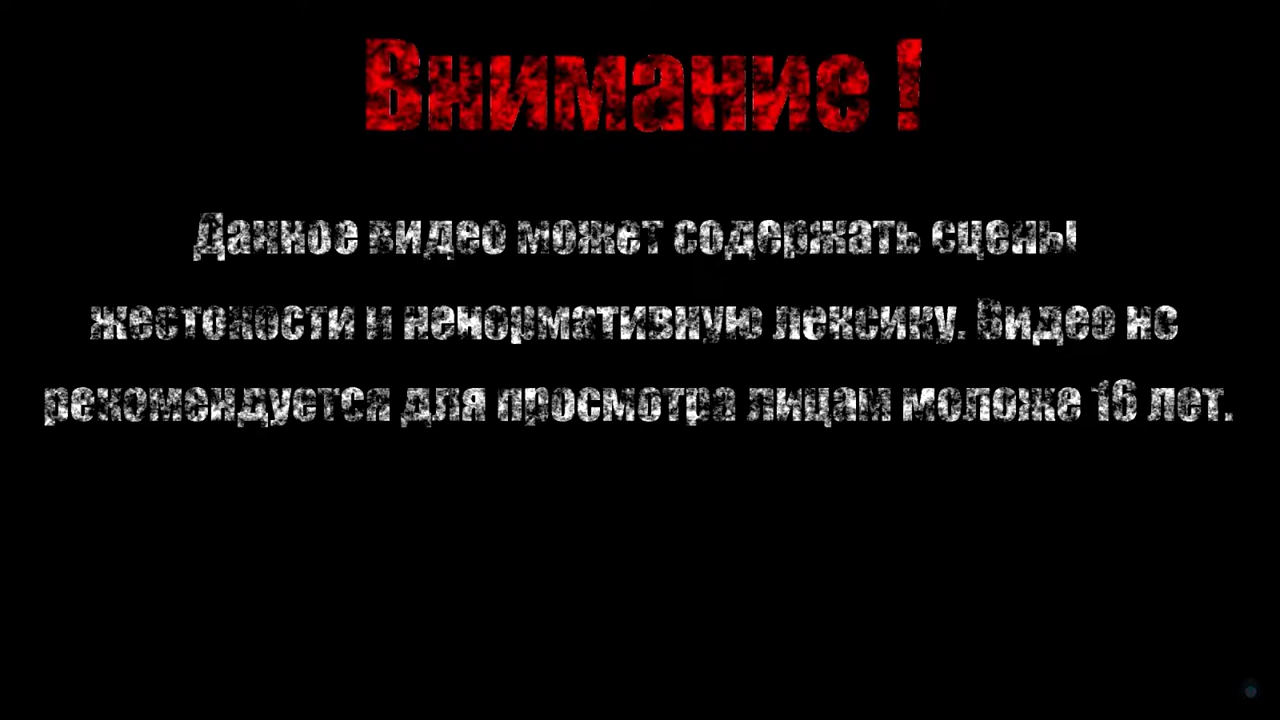 Внимание !
Данное видео может содержать сцены
жестокости и ненормативную лексику. Видео не
рекомендуется для просмотра лицам моложе 16 лет.